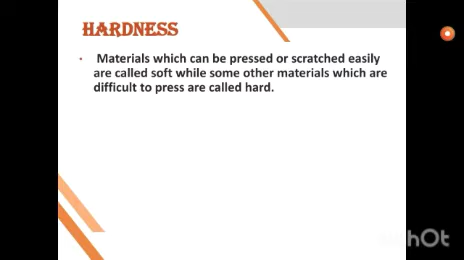 HARDNESS
• Materials which can be pressed or scratched easily
are called soft while some other materials which are
difficult to press are called hard.